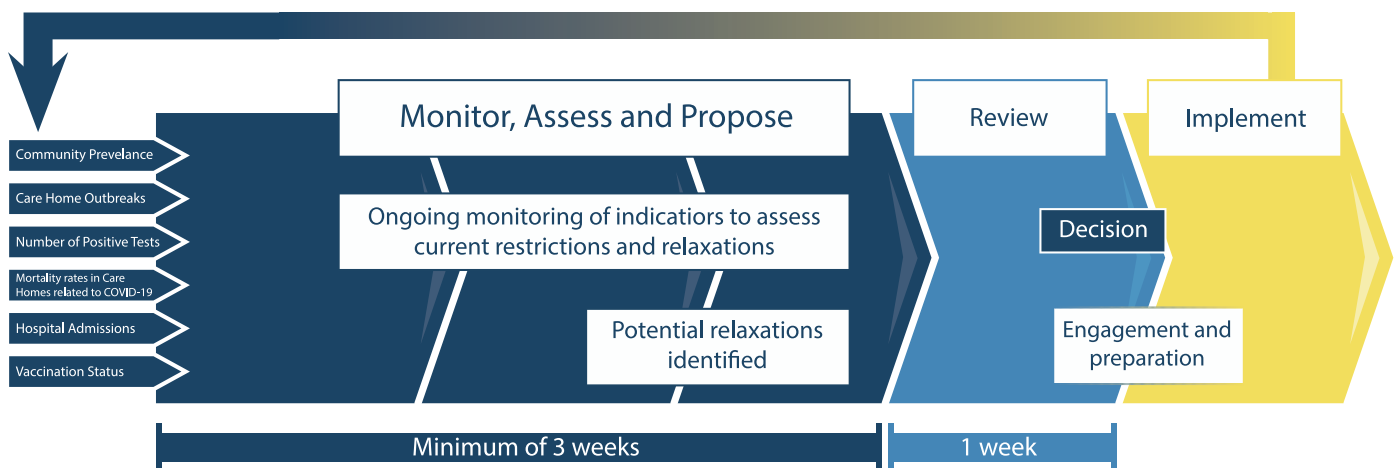 Monitor, Assess and Propose
Review
Implement
Community Prevelance
Care Home Outbreaks
Number of Positive Tests
Mortality rates in Care
Homes related to COVID-19
Hospital Admissions
Vaccination Status
Ongoing monitoring of indicatiors to assess
current restrictions and relaxations
Decision
Potential relaxations
identified
Engagement and
preparation
Minimum of 3 weeks
1 week